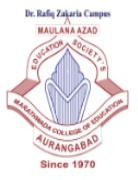 Dr. Rafiq Zakaria Campus
MAULANA AZAD
EDUCATION SOCIETY'S
MARATHWADA COLLEGE OF EDUCATION
AURANGABAD
Since 1970